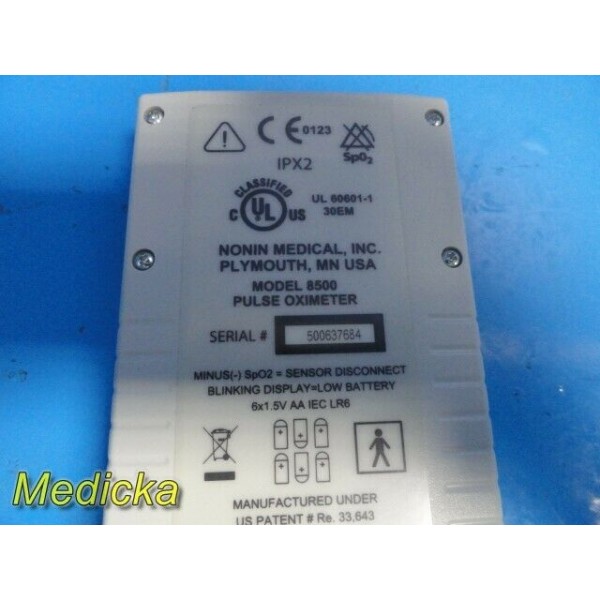 CE 0123
SpO₂
IPX2
CLASSIFIED
C UL US
UL 60601-1
30EM
NONIN MEDICAL, INC.
PLYMOUTH, MN USA
MODEL 8500
PULSE OXIMETER
SERIAL # 500637684
MINUS(-) SpO2 = SENSOR DISCONNECT
BLINKING DISPLAY=LOW BATTERY
6x1.5V AA IEC LR6
Medicka
MANUFACTURED UNDER
US PATENT # Re. 33,643